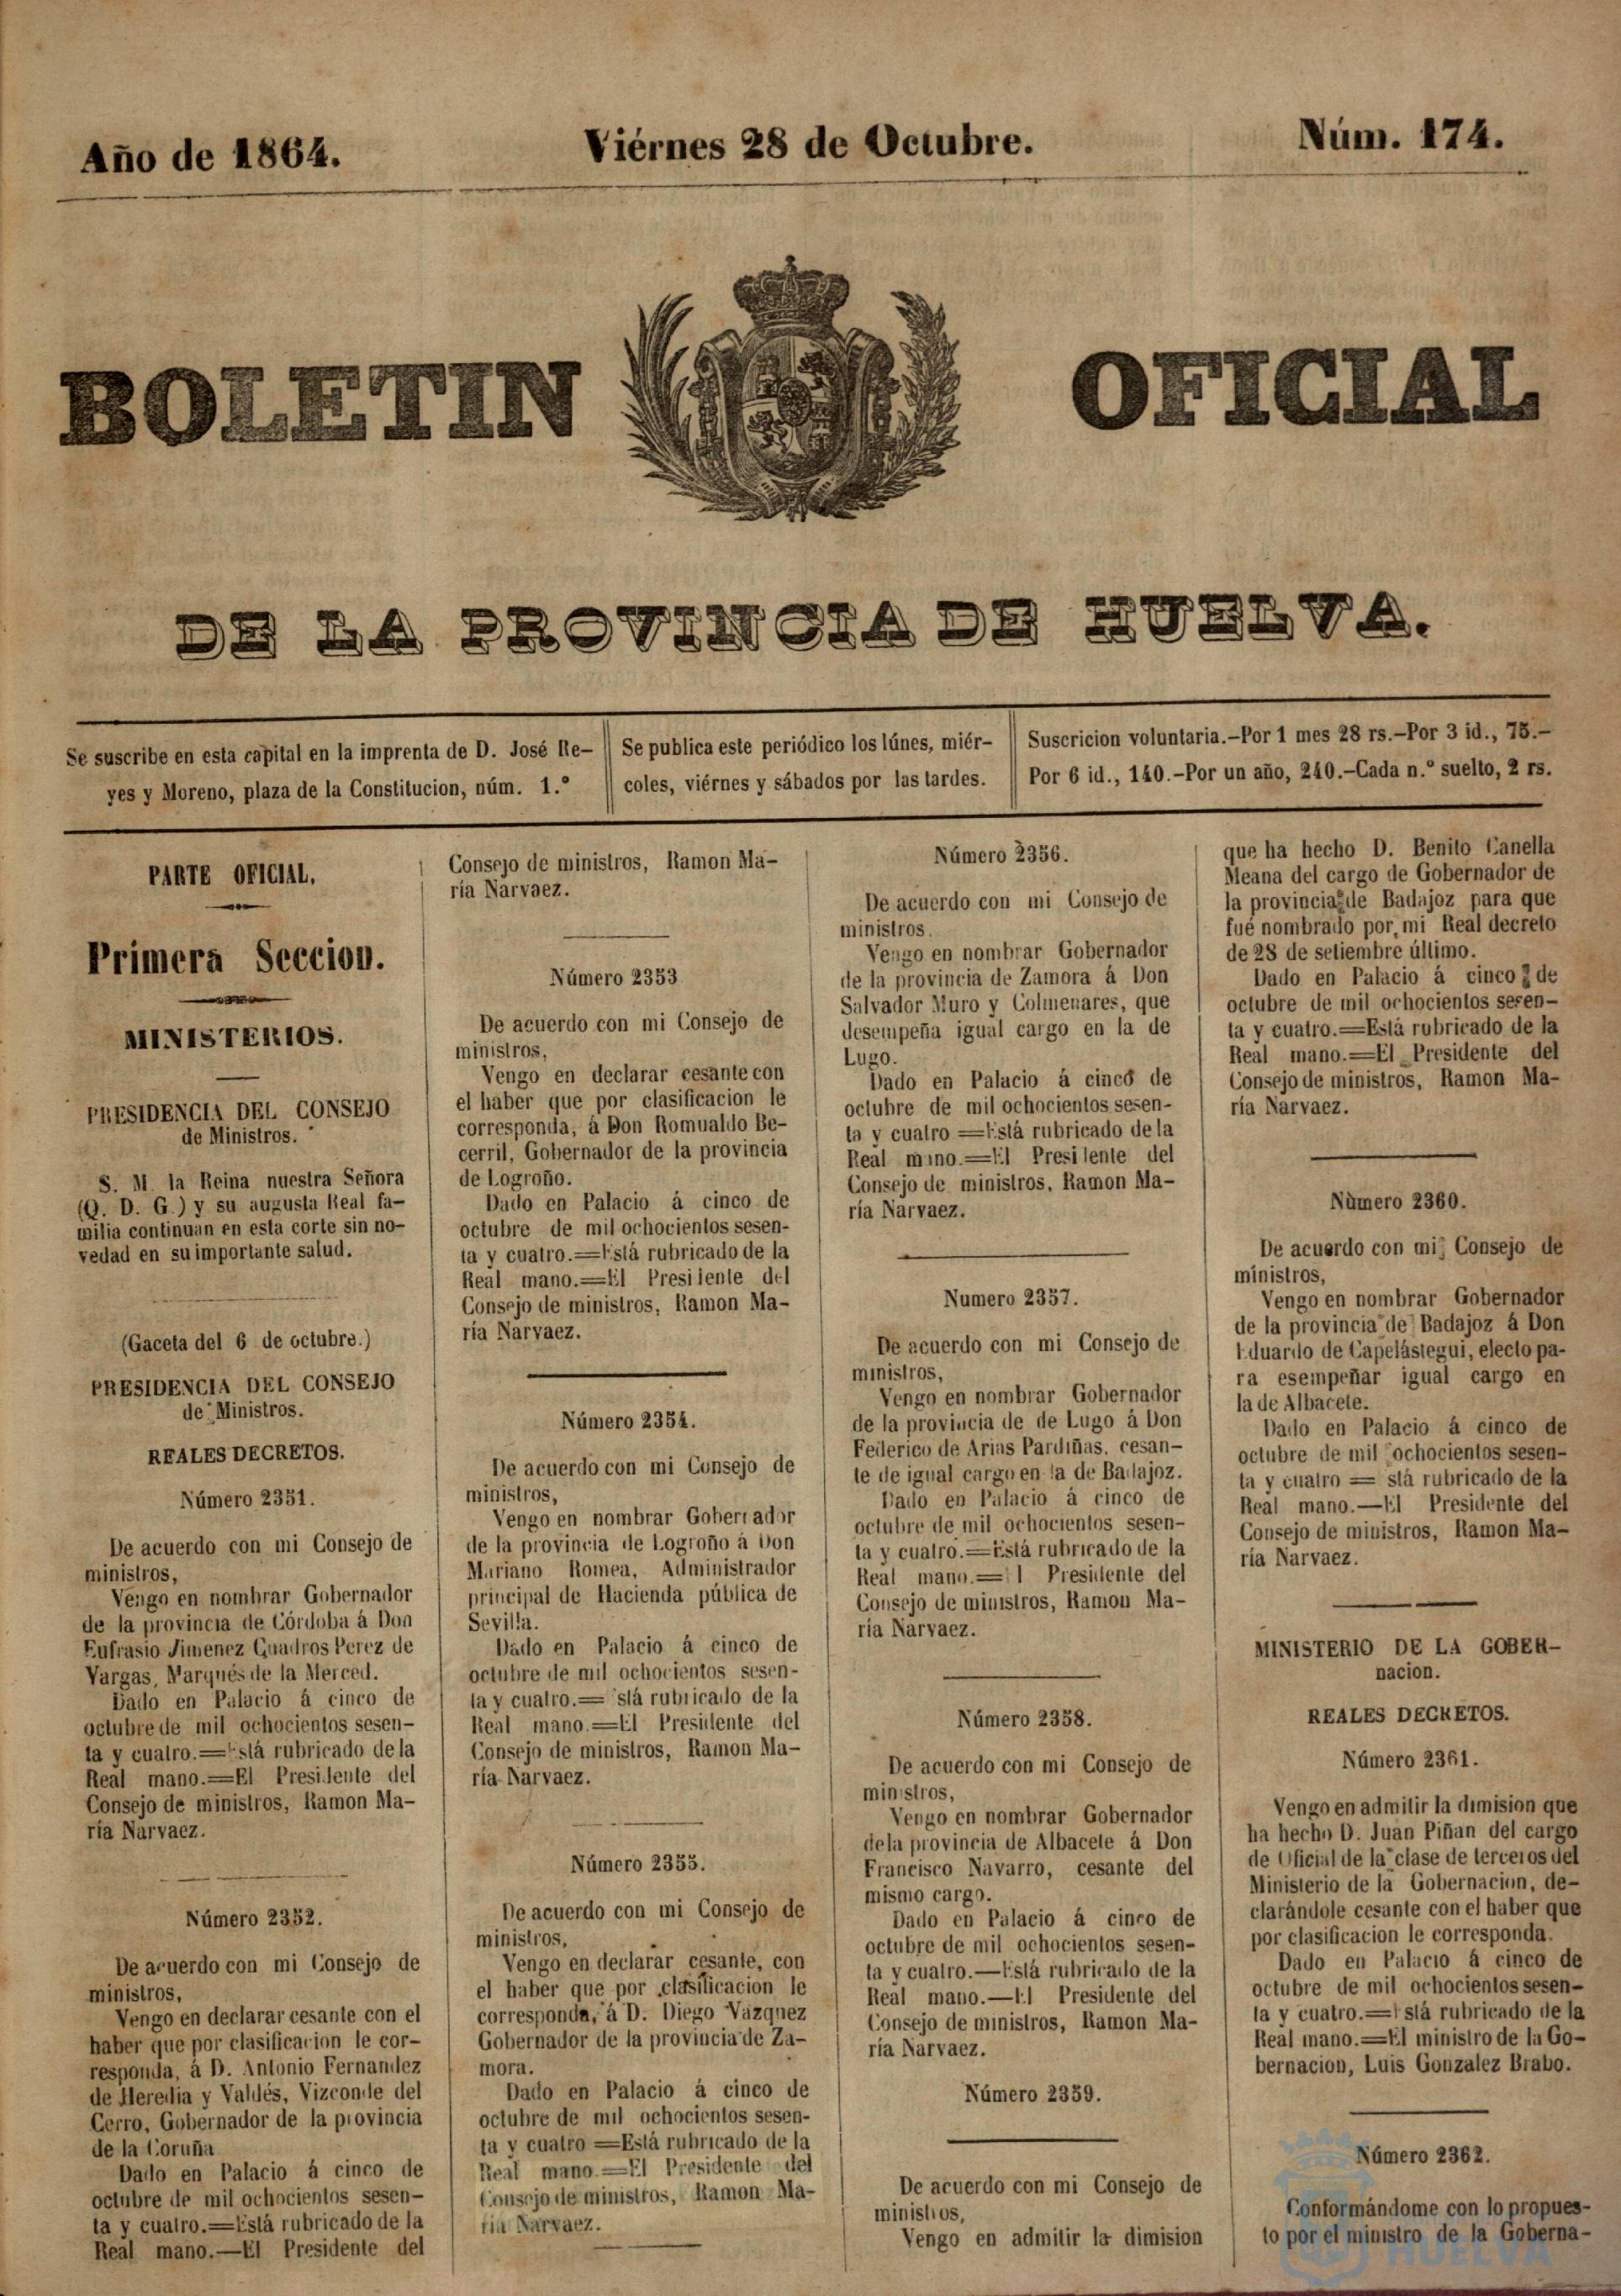 Año de 1864.
Viérnes 28 de Octubre.
Núm. 174.
BOLETIN OFICIAL
DE LA PROVINCIA DE HUELVA.
Se suscribe en esta capital en la imprenta de D. José Re-
yes y Moreno, plaza de la Constitucion, núm. 1.º
Se publica este periódico los lúnes, miér-
coles, viérnes y sábados por las tardes.
Suscricion voluntaria.-Por 1 mes 28 rs.-Por 3 id., 75.-
Por 6 id., 140.-Por un año, 240.-Cada n.º suelto, 2 rs.
PARTE OFICIAL.
Primera Seccion.
MINISTERIOS.
PRESIDENCIA DEL CONSEJO
de Ministros.
S. M. la Reina nuestra Señora
(Q. D. G.) y su augusta Real fa-
milia continuan en esta corte sin no-
vedad en su importante salud.
(Gaceta del 6 de octubre.)
PRESIDENCIA DEL CONSEJO
de Ministros.
REALES DECRETOS.
Número 2351.
De acuerdo con mi Consejo de
ministros,
Vengo en nombrar Gobernador
de la provincia de Córdoba á Don
Eufrasio Jimenez Cuadros Perez de
Vargas, Marqués de la Merced.
Dado en Palacio á cinco de
octubre de mil ochocientos sesen-
ta y cuatro.=Está rubricado de la
Real mano.=El Presidente del
Consejo de ministros, Ramon Ma-
ría Narvaez.
Número 2352.
De acuerdo con mi Consejo de
ministros,
Vengo en declarar cesante con el
haber que por clasificacion le cor-
responda, á D. Antonio Fernandez
de Heredia y Valdés, Vizconde del
Cerro, Gobernador de la provincia
de la Coruña
Dado en Palacio á cinco de
octubre de mil ochocientos sesen-
ta y cuatro.=Está rubricado de la
Real mano.—El Presidente del
Consejo de ministros, Ramon Ma-
ría Narvaez.
Número 2353
De acuerdo con mi Consejo de
ministros,
Vengo en declarar cesante con
el haber que por clasificacion le
corresponda, á Don Romualdo Be-
cerril, Gobernador de la provincia
de Logroño.
Dado en Palacio á cinco de
octubre de mil ochocientos sesen-
ta y cuatro.=Está rubricado de la
Real mano.=El Presidente del
Consejo de ministros, Ramon Ma-
ría Narvaez.
Número 2354.
De acuerdo con mi Consejo de
ministros,
Vengo en nombrar Gobernador
de la provincia de Logroño á Don
Mariano Romea, Administrador
principal de Hacienda pública de
Sevilla.
Dado en Palacio á cinco de
octubre de mil ochocientos sesen-
ta y cuatro.= stá rubricado de la
Real mano.=El Presidente del
Consejo de ministros, Ramon Ma-
ría Narvaez.
Número 2355.
De acuerdo con mi Consejo de
ministros,
Vengo en declarar cesante, con
el haber que por clasificacion le
corresponda, á D. Diego Vazquez
Gobernador de la provincia de Za-
mora.
Dado en Palacio á cinco de
octubre de mil ochocientos sesen-
ta y cuatro =Está rubricado de la
Real mano.=El Presidente del
Consejo de ministros, Ramon Ma-
ría Narvaez.
Número 2356.
De acuerdo con mi Consejo de
ministros.
Vengo en nombrar Gobernador
de la provincia de Zamora á Don
Salvador Muro y Colmenares, que
desempeña igual cargo en la de
Lugo.
Dado en Palacio á cinco de
octubre de mil ochocientos sesen-
ta y cuatro =Está rubricado de la
Real mano.=El Presidente del
Consejo de ministros, Ramon Ma-
ría Narvaez.
Numero 2357.
De acuerdo con mi Consejo de
ministros,
Vengo en nombrar Gobernador
de la provincia de de Lugo á Don
Federico de Arias Pardiñas, cesan-
te de igual cargo en la de Badajoz.
Dado en Palacio á cinco de
octubre de mil ochocientos sesen-
ta y cuatro.=Está rubricado de la
Real mano.= l Presidente del
Consejo de ministros, Ramon Ma-
ría Narvaez.
Número 2358.
De acuerdo con mi Consejo de
ministros,
Vengo en nombrar Gobernador
de la provincia de Albacete á Don
Francisco Navarro, cesante del
mismo cargo.
Dado en Palacio á cinco de
octubre de mil ochocientos sesen-
ta y cuatro.—Está rubricado de la
Real mano.—El Presidente del
Consejo de ministros, Ramon Ma-
ría Narvaez.
Número 2359.
De acuerdo con mi Consejo de
ministros,
Vengo en admitir la dimision
que ha hecho D. Benito Canella
Meana del cargo de Gobernador de
la provincia de Badajoz para que
fué nombrado por mi Real decreto
de 28 de setiembre último.
Dado en Palacio á cinco de
octubre de mil ochocientos sesen-
ta y cuatro.=Está rubricado de la
Real mano.=El Presidente del
Consejo de ministros, Ramon Ma-
ría Narvaez.
Número 2360.
De acuerdo con mi Consejo de
ministros,
Vengo en nombrar Gobernador
de la provincia de Badajoz á Don
Eduardo de Capelástegui, electo pa-
ra esempeñar igual cargo en
la de Albacete.
Dado en Palacio á cinco de
octubre de mil ochocientos sesen-
ta y cuatro = stá rubricado de la
Real mano.—El Presidente del
Consejo de ministros, Ramon Ma-
ría Narvaez.
MINISTERIO DE LA GOBER-
nacion.
REALES DECRETOS.
Número 2361.
Vengo en admitir la dimision que
ha hecho D. Juan Piñan del cargo
de Oficial de la clase de terceros del
Ministerio de la Gobernacion, de-
clarándole cesante con el haber que
por clasificacion le corresponda.
Dado en Palacio á cinco de
octubre de mil ochocientos sesen-
ta y cuatro.=Está rubricado de la
Real mano.=El ministro de la Go-
bernacion, Luis Gonzalez Brabo.
Número 2362.
Conformándome con lo propues-
to por el ministro de la Goberna-
HUELVA